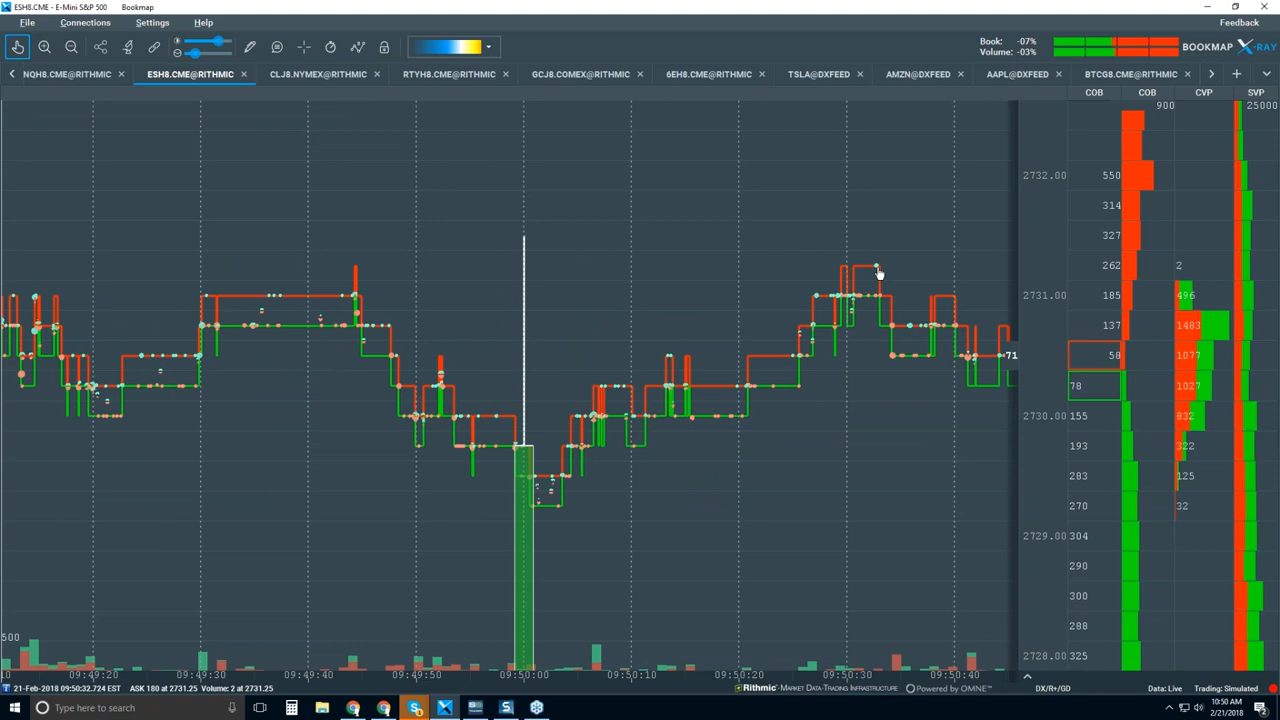 ESH8.CME - E-Mini S&P 500 - Bookmap
File Connections Settings Help Feedback
Book: -07%
Volume: -03%
BOOKMAP X-RAY
NQH8.CME@RITHMIC ESH8.CME@RITHMIC CLJ8.NYMEX@RITHMIC RTYH8.CME@RITHMIC GCJ8.COMEX@RITHMIC 6EH8.CME@RITHMIC TSLA@DXFEED AMZN@DXFEED AAPL@DXFEED BTCG8.CME@RITHMIC
COB COB CVP SVP
900 25000
2732.00 550
314
327
262 2
2731.00 185 496
137 1483
71 58 1077
78 1027
2730.00 155 832
193 322
283 125
270 32
2729.00 304
290
300
500 288
2728.00 325
10 09:49:20 09:49:30 09:49:40 09:49:50 09:50:00 09:50:10 09:50:20 09:50:30 09:50:40
21-Feb-2018 09:50:32.724 EST ASK 180 at 2731.25 Volume: 2 at 2731.25 Rithmic-MARKET DATA-TRADING INFRASTRUCTURE Powered by OMNE™ DX/R+/GD Data: Live Trading: Simulated
Type here to search
10:50 AM
2/21/2018